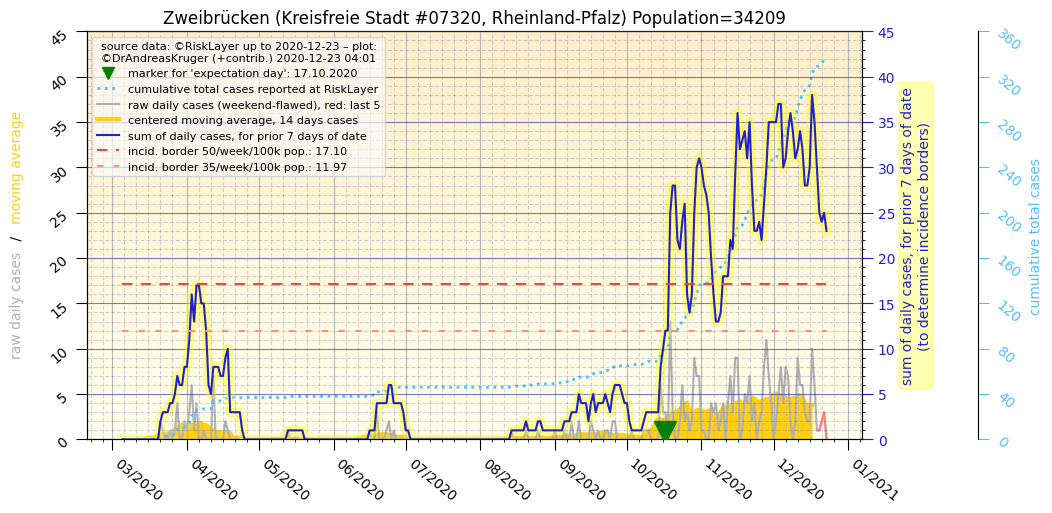 Zweibrücken (Kreisfreie Stadt #07320, Rheinland-Pfalz) Population=34209
source data: ©RiskLayer up to 2020-12-23 – plot:
©DrAndreasKruger (+contrib.) 2020-12-23 04:01
marker for 'expectation day': 17.10.2020
cumulative total cases reported at RiskLayer
raw daily cases (weekend-flawed), red: last 5
centered moving average, 14 days cases
sum of daily cases, for prior 7 days of date
incid. border 50/week/100k pop.: 17.10
incid. border 35/week/100k pop.: 11.97
raw daily cases / moving average
45
40
35
30
25
20
15
10
5
0
03/2020
04/2020
05/2020
06/2020
07/2020
08/2020
09/2020
10/2020
11/2020
12/2020
01/2021
45
40
35
30
25
20
15
10
5
0
sum of daily cases, for prior 7 days of date
(to determine incidence borders)
360
320
280
240
200
160
120
80
40
0
cumulative total cases